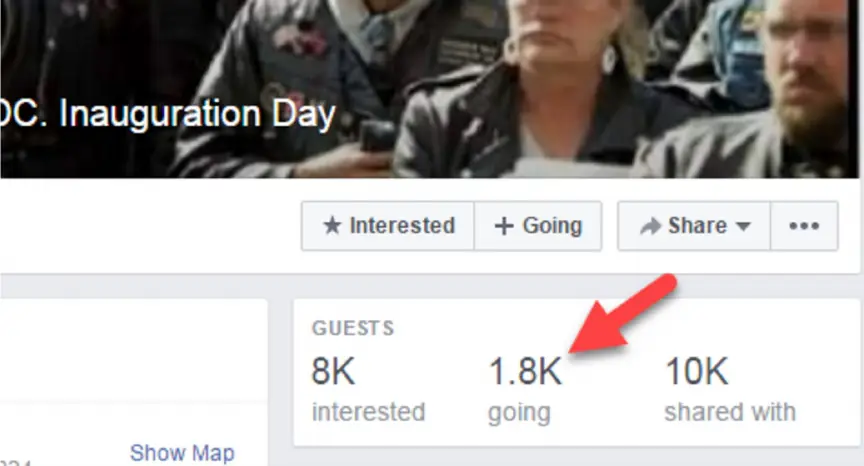 DC. Inauguration Day
★ Interested
+ Going
Share
GUESTS
8K
1.8K
10K
interested
going
shared with
Show Map